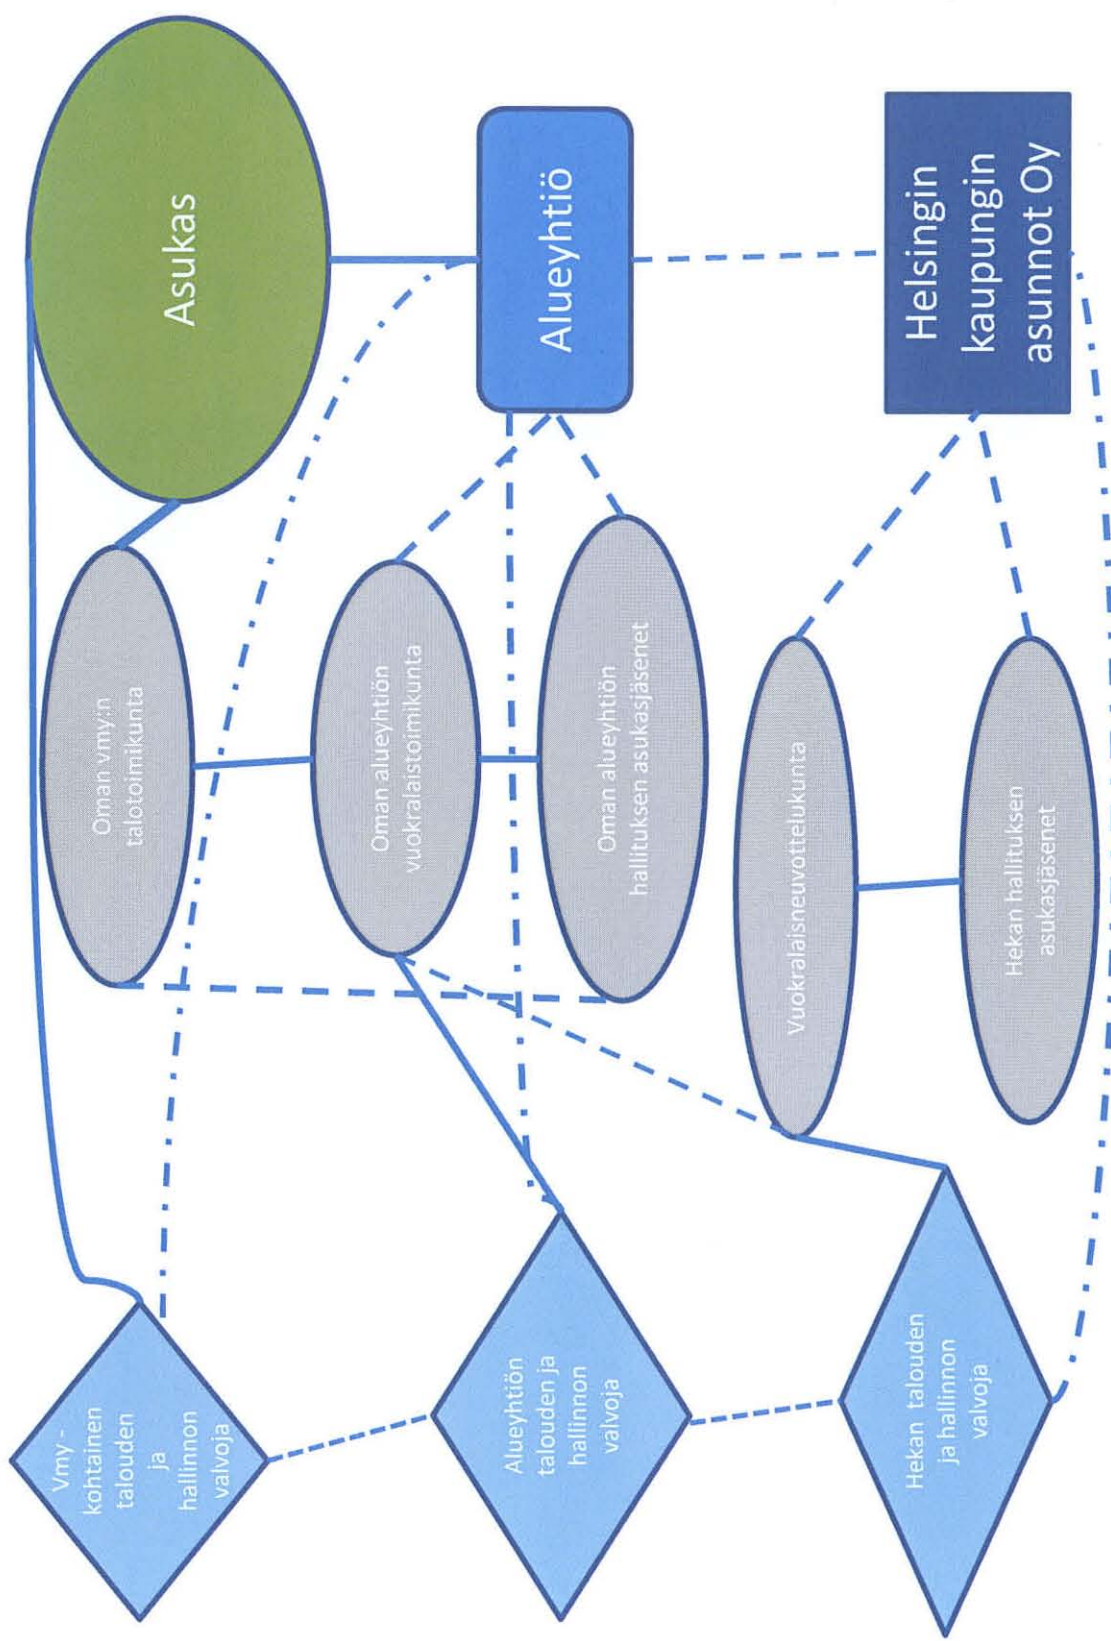 Asukas
Alueyhtiö
Helsingin
kaupungin
asunnot Oy
Oman vmy:n
talotoimikunta
Oman alueyhtiön
vuokralaistoimikunta
Oman alueyhtiön
hallituksen asukasjäsenet
Vuokralaisneuvottelukunta
Hekan hallituksen
asukasjäsenet
Vmy -
kohtainen
talouden
ja
hallinnon
valvoja
Alueyhtiön
talouden ja
hallinnon
valvoja
Hekan talouden
ja hallinnon
valvoja